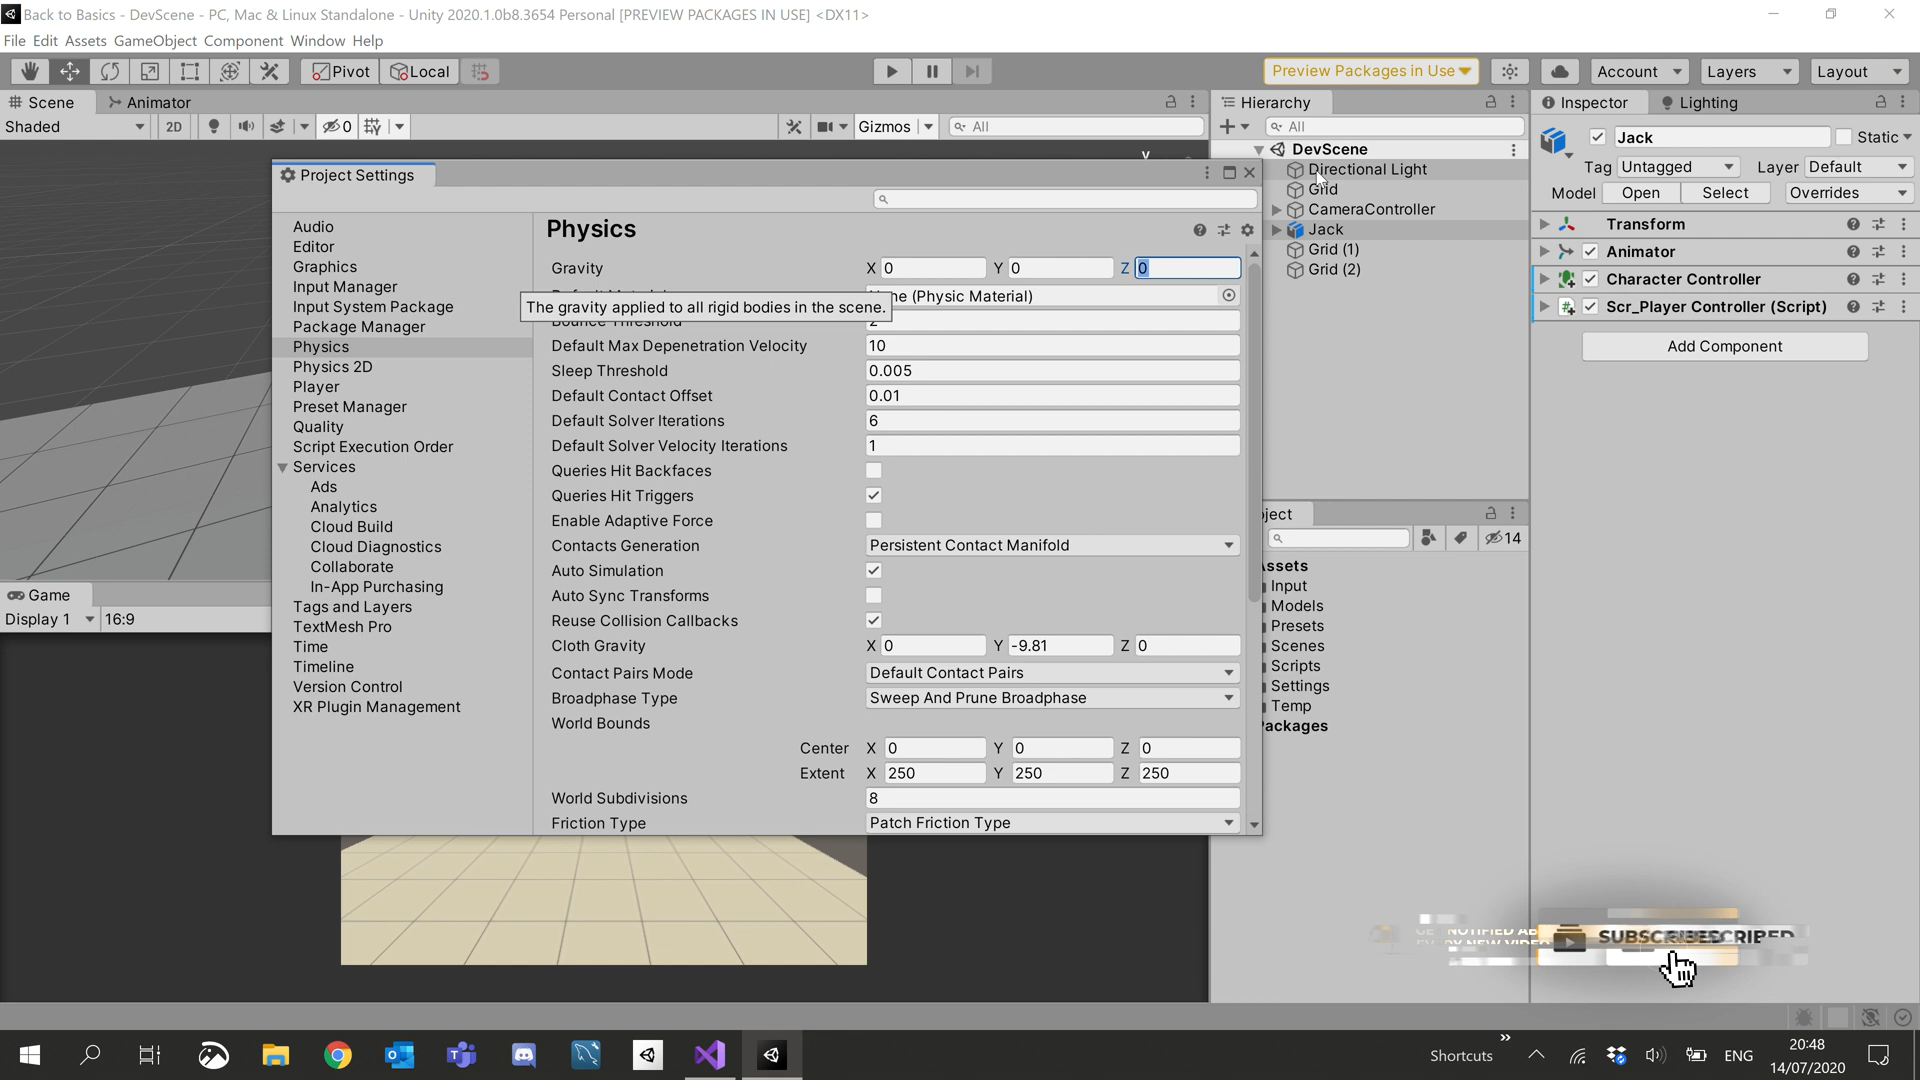 Back to Basics - DevScene - PC, Mac & Linux Standalone - Unity 2020.1.0b8.3654 Personal [PREVIEW PACKAGES IN USE] <DX11>
File Edit Assets GameObject Component Window Help
Pivot Local Preview Packages in Use Account Layers Layout
Scene Animator
Shaded 2D 0 Gizmos All
Hierarchy
All
DevScene
Directional Light
Grid
CameraController
Jack
Grid (1)
Grid (2)
Inspector Lighting
Jack Static
Tag Untagged Layer Default
Model Open Select Overrides
Transform
Animator
Character Controller
Scr_Player Controller (Script)
Add Component
Project Settings
Audio
Editor
Graphics
Input Manager
Input System Package
Package Manager
Physics
Physics 2D
Player
Preset Manager
Quality
Script Execution Order
Services
Ads
Analytics
Cloud Build
Cloud Diagnostics
Collaborate
In-App Purchasing
Tags and Layers
TextMesh Pro
Time
Timeline
Version Control
XR Plugin Management
Physics
Gravity X 0 Y 0 Z 0
(Physic Material)
The gravity applied to all rigid bodies in the scene.
Bounce Threshold 2
Default Max Depenetration Velocity 10
Sleep Threshold 0.005
Default Contact Offset 0.01
Default Solver Iterations 6
Default Solver Velocity Iterations 1
Queries Hit Backfaces
Queries Hit Triggers
Enable Adaptive Force
Contacts Generation Persistent Contact Manifold
Auto Simulation
Auto Sync Transforms
Reuse Collision Callbacks
Cloth Gravity X 0 Y -9.81 Z 0
Contact Pairs Mode Default Contact Pairs
Broadphase Type Sweep And Prune Broadphase
World Bounds
Center X 0 Y 0 Z 0
Extent X 250 Y 250 Z 250
World Subdivisions 8
Friction Type Patch Friction Type
Game
Display 1 16:9
ject
14
Assets
Input
Models
Presets
Scenes
Scripts
Settings
Temp
Packages
Shortcuts ENG 20:48
14/07/2020